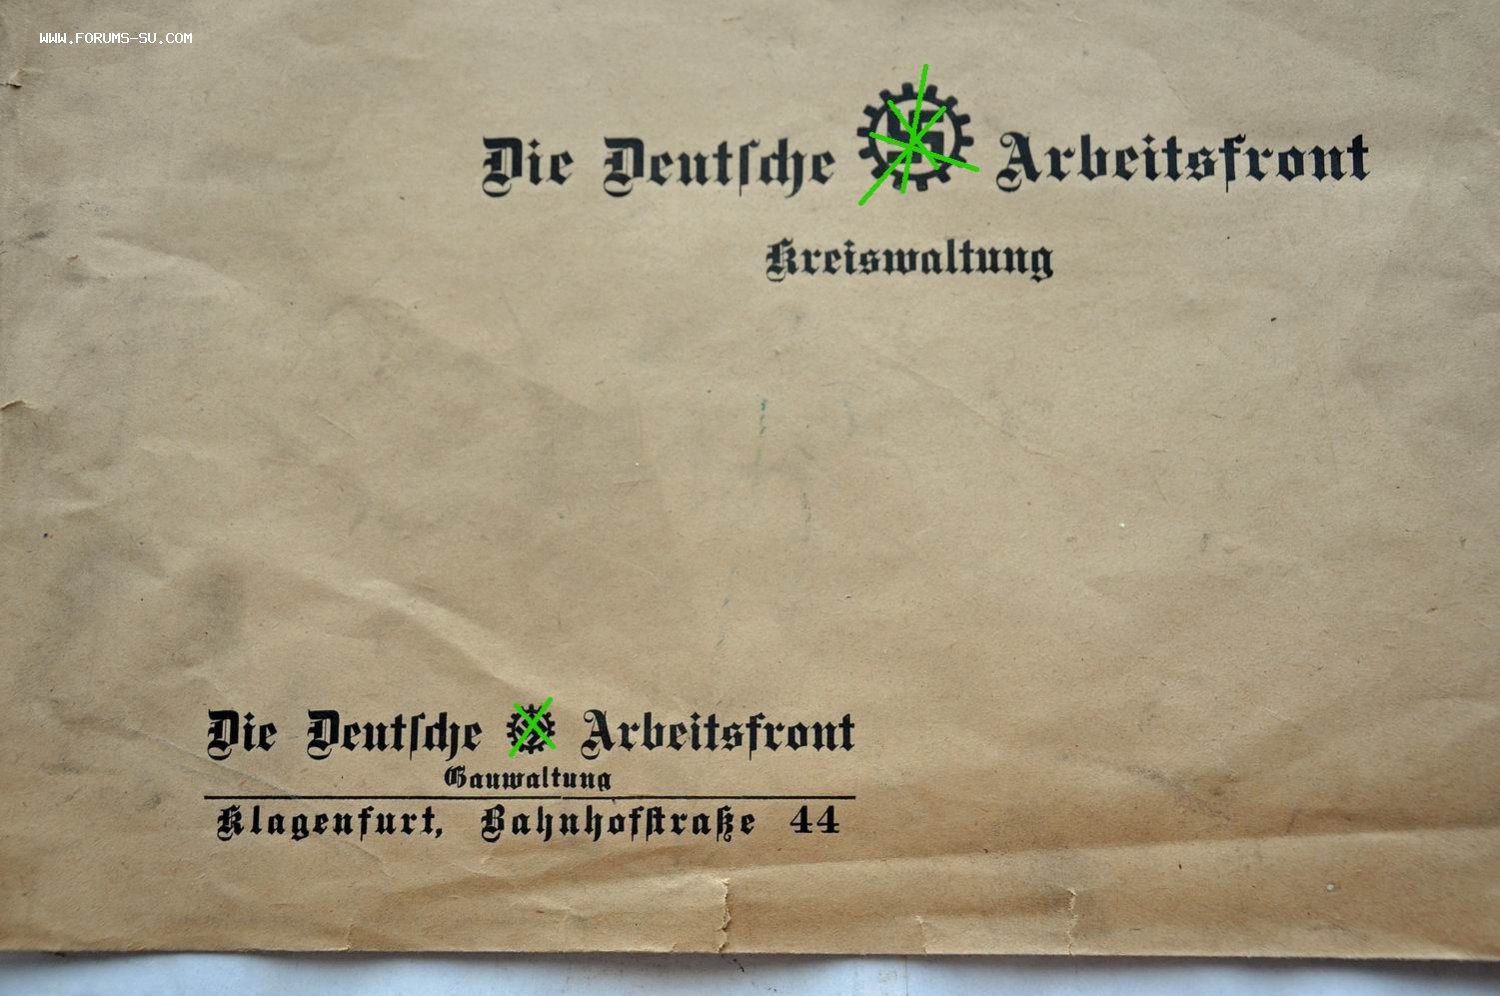 WWW.FORUMS-SU.COM
Die Deutſche Arbeitsfront
Kreiswaltung
Die Deutſche Arbeitsfront
Gauwaltung
Klagenfurt, Bahnhofſtraße 44